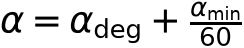 α = α_deg + α_min/60